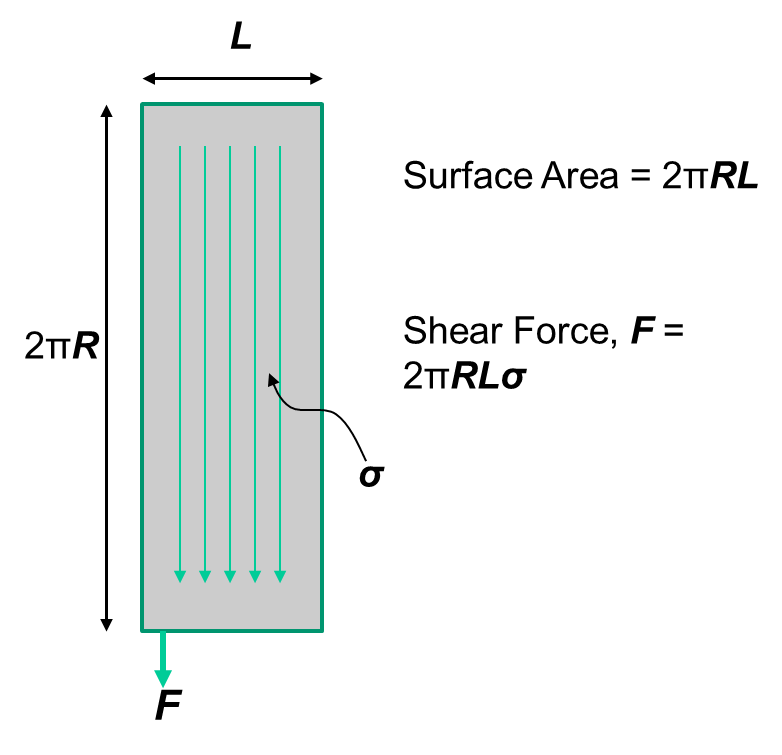 L
Surface Area = 2πRL
2πR
Shear Force, F =
2πRLσ
σ
F